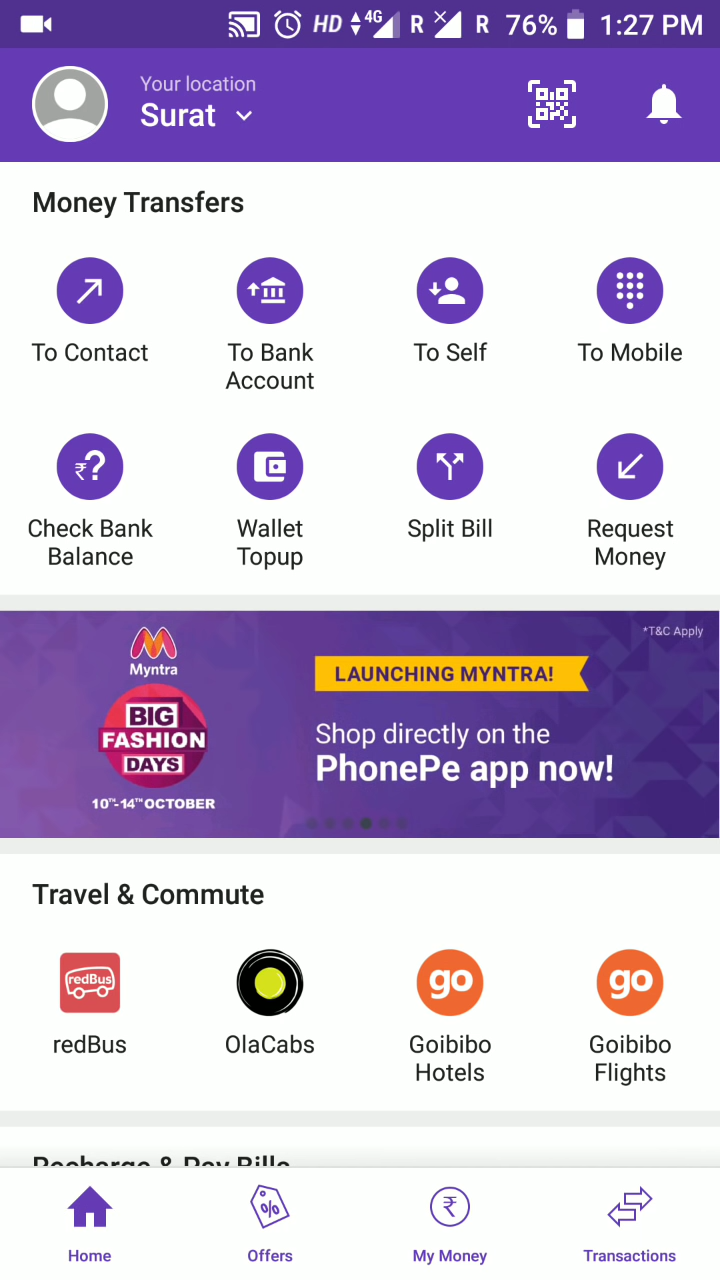 HD 4G R R 76% 1:27 PM
Your location
Surat
Money Transfers
To Contact
To Bank
Account
To Self
To Mobile
₹?
Check Bank
Balance
Wallet
Topup
Split Bill
Request
Money
*T&C Apply
Myntra
BIG
FASHION
DAYS
10TH-14TH OCTOBER
LAUNCHING MYNTRA!
Shop directly on the
PhonePe app now!
Travel & Commute
redBus
redBus
OlaCabs
go
Goibibo
Hotels
go
Goibibo
Flights
Recharge & Pay Bills
%
₹
Home
Offers
My Money
Transactions